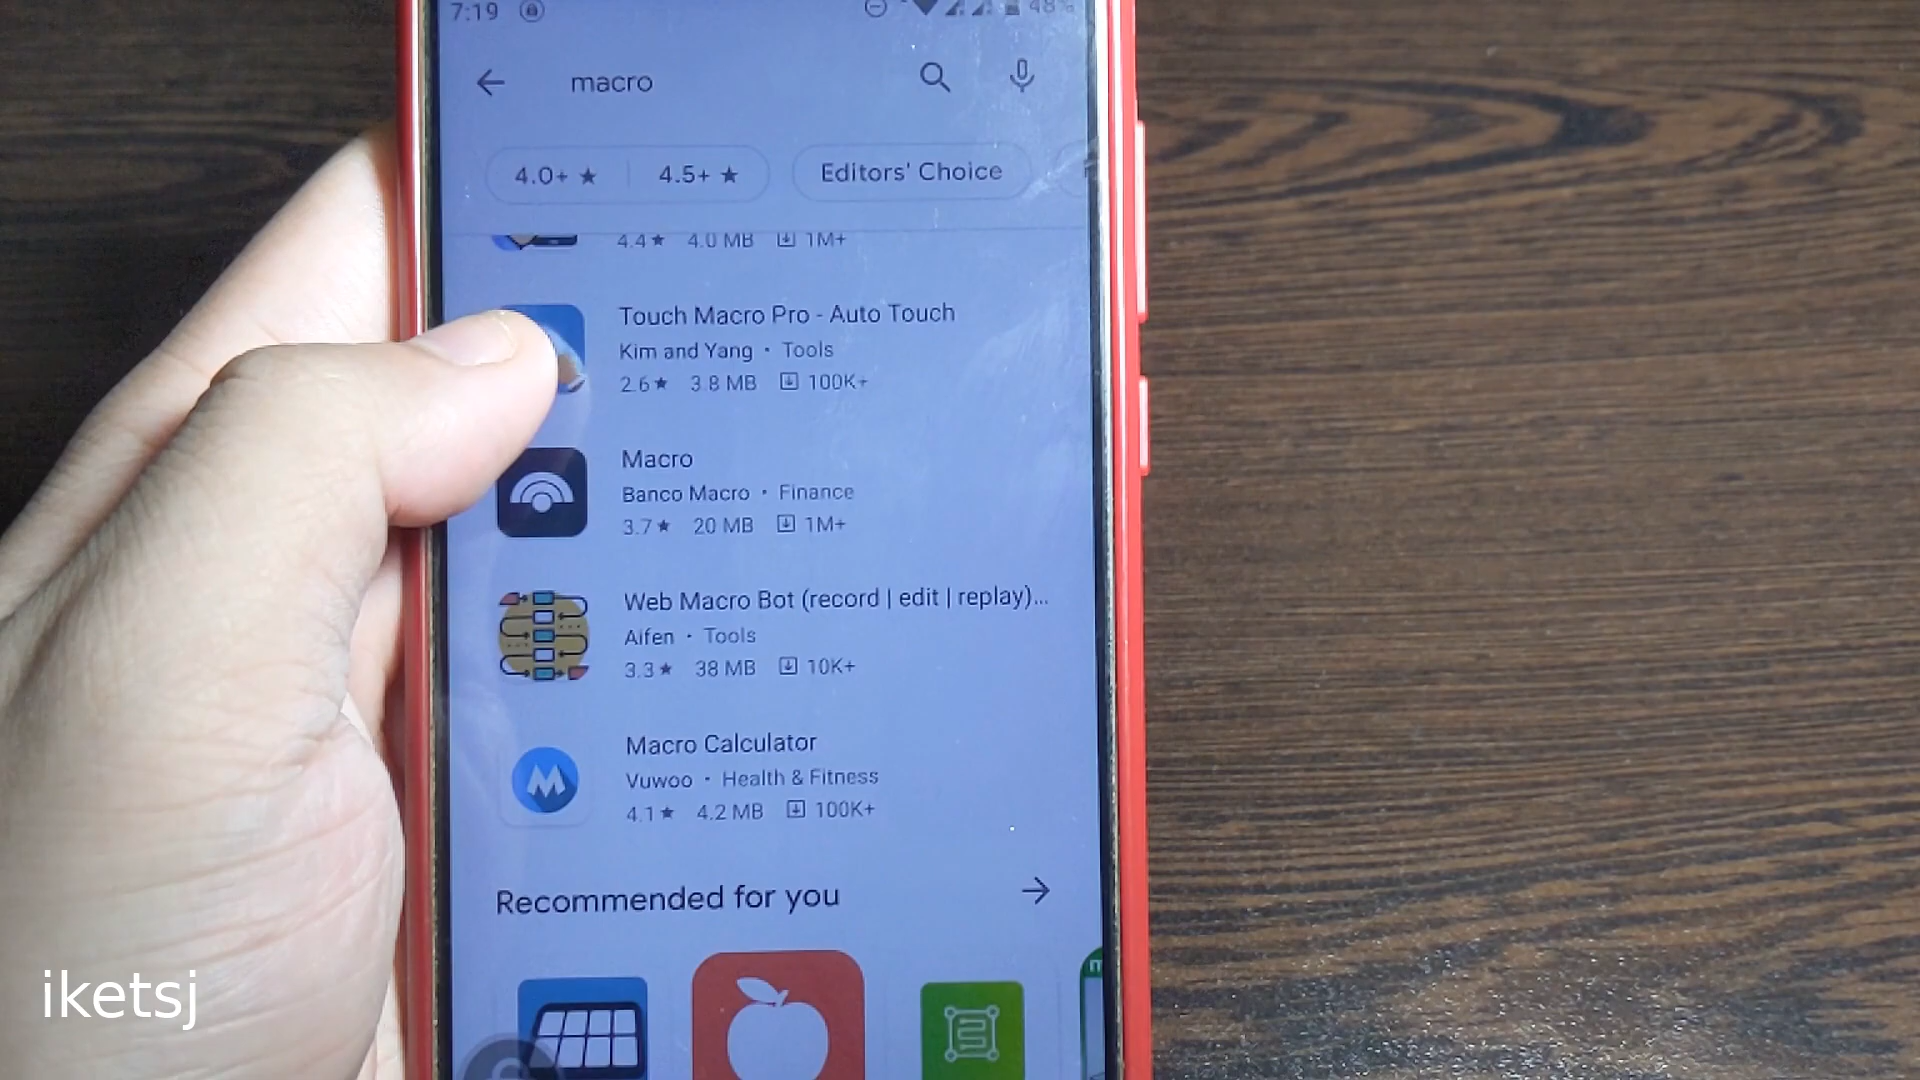 7:19 48%
macro
4.0+ ★ 4.5+ ★ Editors' Choice
4.4★ 4.0 MB 1M+
Touch Macro Pro - Auto Touch
Kim and Yang · Tools
2.6★ 3.8 MB 100K+
Macro
Banco Macro · Finance
3.7★ 20 MB 1M+
Web Macro Bot (record | edit | replay)...
Aifen · Tools
3.3★ 38 MB 10K+
Macro Calculator
Vuwoo · Health & Fitness
4.1★ 4.2 MB 100K+
Recommended for you
iketsj